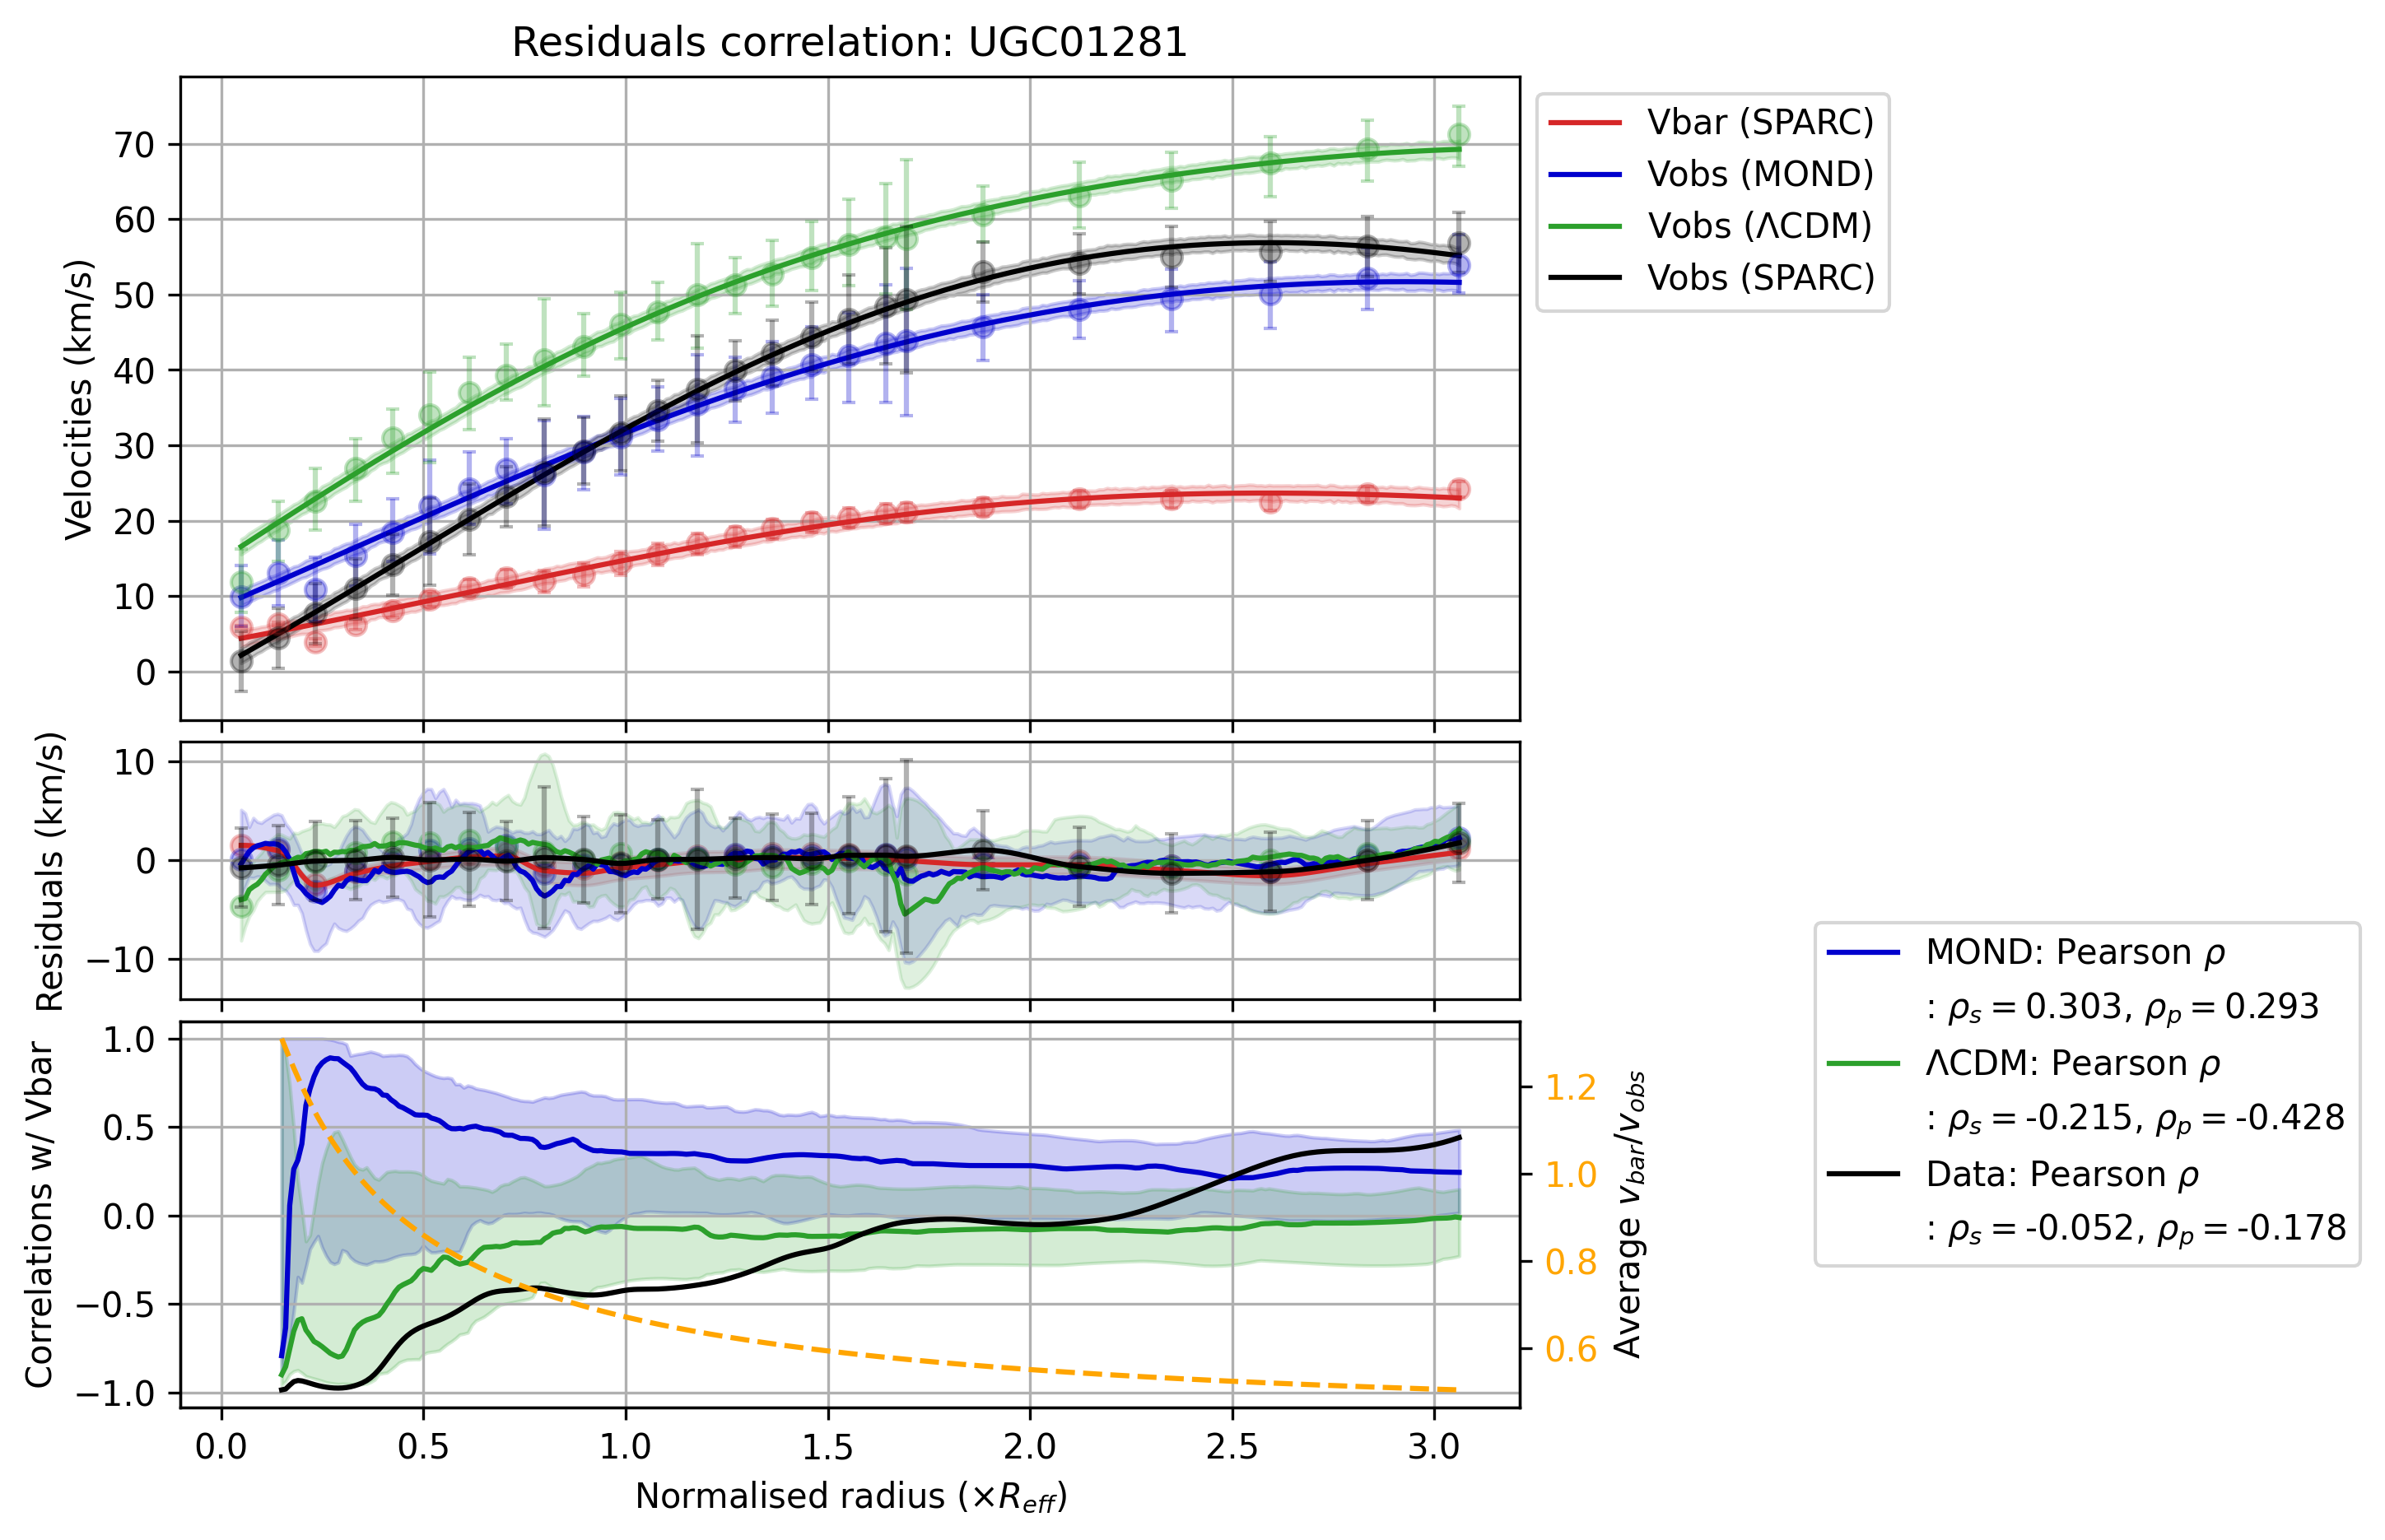 Residuals correlation: UGC01281
Velocities (km/s)
70
60
50
40
30
20
10
0
Vbar (SPARC)
Vobs (MOND)
Vobs (ΛCDM)
Vobs (SPARC)
Residuals (km/s)
10
0
−10
Correlations w/ Vbar
1.0
0.5
0.0
−0.5
−1.0
1.2
1.0
0.8
0.6
Average v_bar/v_obs
MOND: Pearson ρ
: ρ_s = 0.303, ρ_p = 0.293
ΛCDM: Pearson ρ
: ρ_s = -0.215, ρ_p = -0.428
Data: Pearson ρ
: ρ_s = -0.052, ρ_p = -0.178
0.0 0.5 1.0 1.5 2.0 2.5 3.0
Normalised radius (×R_eff)